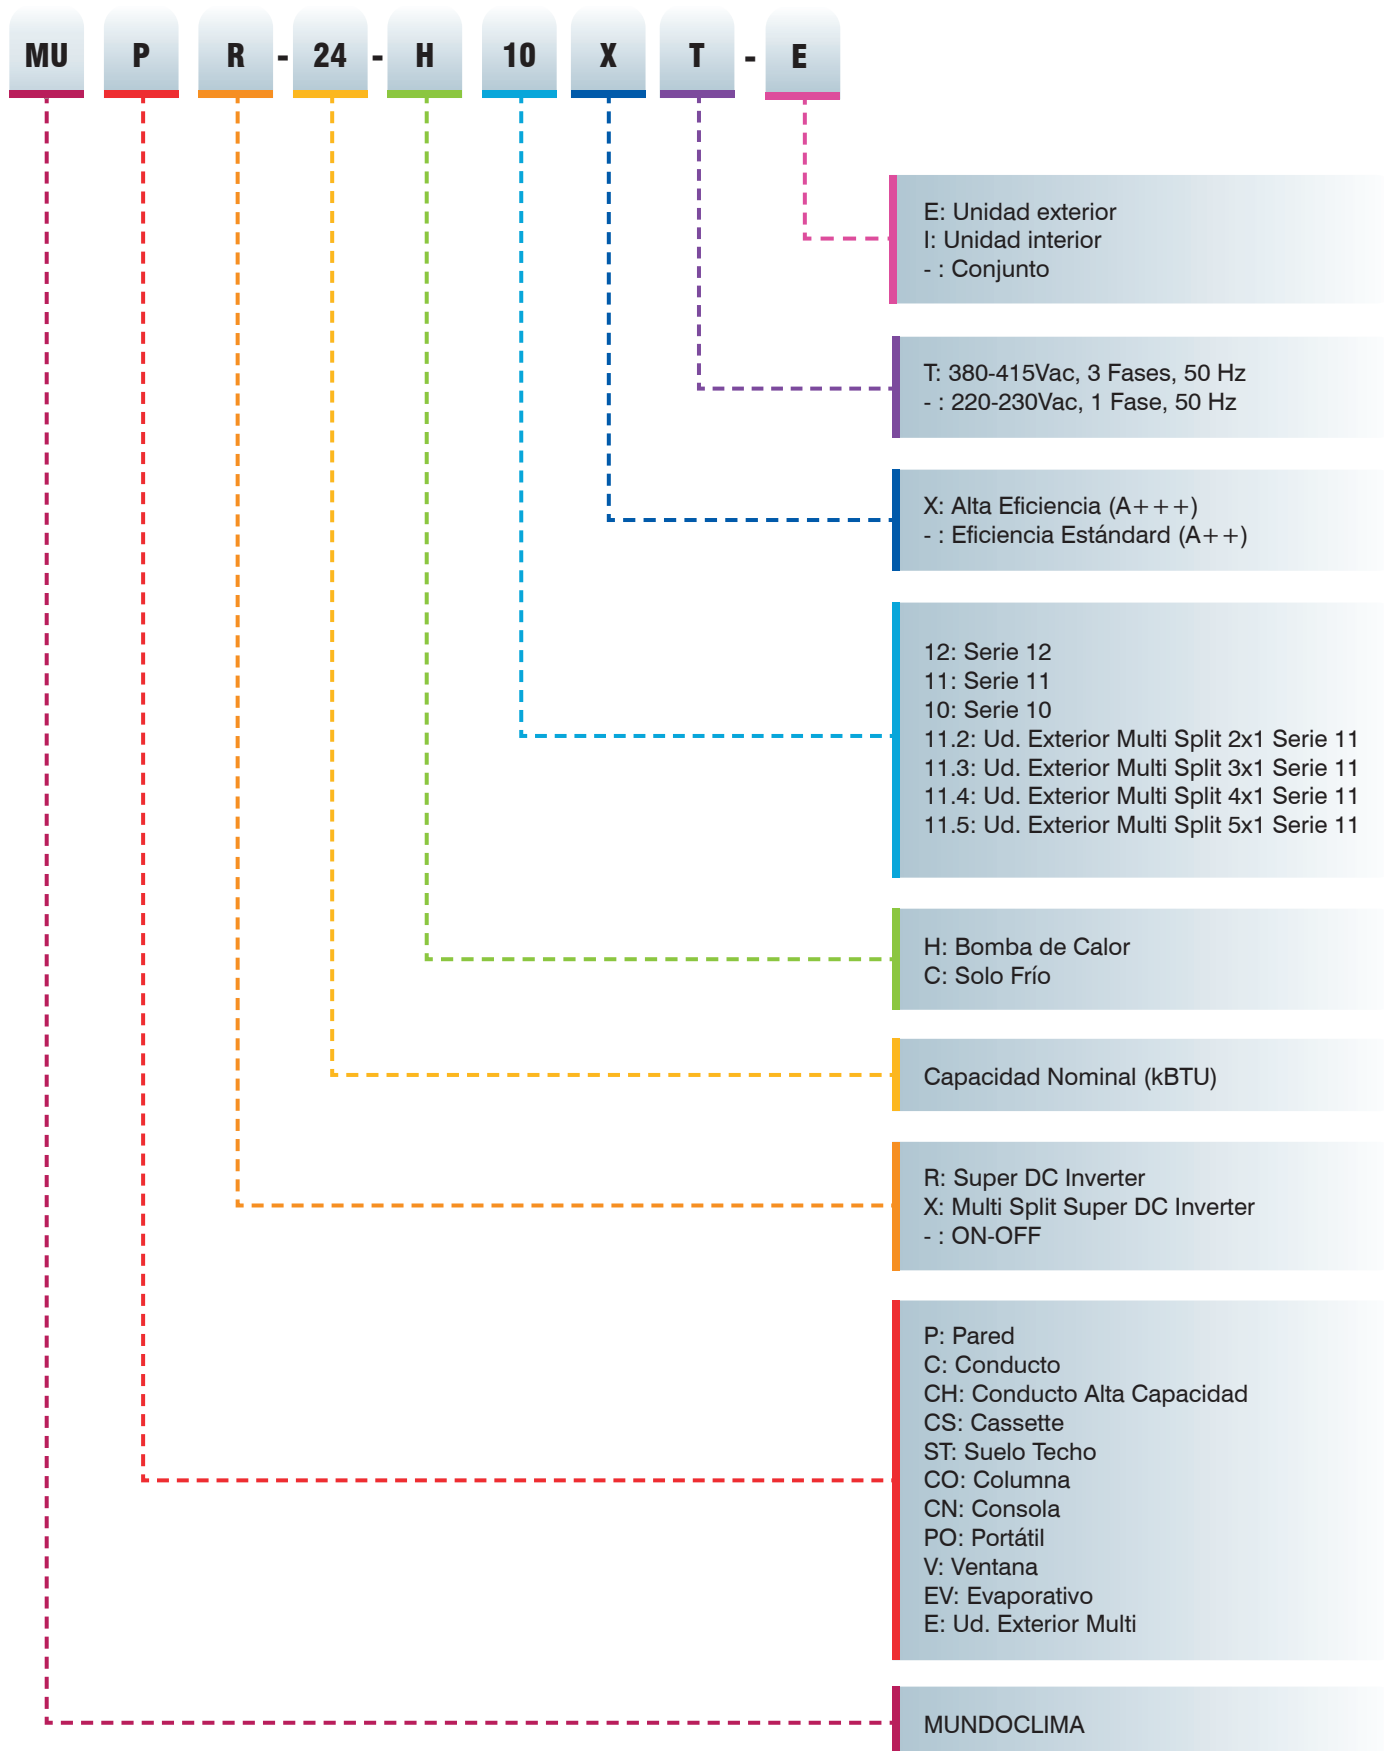 MU P R - 24 - H 10 X T - E
E: Unidad exterior
I: Unidad interior
- : Conjunto
T: 380-415Vac, 3 Fases, 50 Hz
- : 220-230Vac, 1 Fase, 50 Hz
X: Alta Eficiencia (A+++)
- : Eficiencia Estándard (A++)
12: Serie 12
11: Serie 11
10: Serie 10
11.2: Ud. Exterior Multi Split 2x1 Serie 11
11.3: Ud. Exterior Multi Split 3x1 Serie 11
11.4: Ud. Exterior Multi Split 4x1 Serie 11
11.5: Ud. Exterior Multi Split 5x1 Serie 11
H: Bomba de Calor
C: Solo Frío
Capacidad Nominal (kBTU)
R: Super DC Inverter
X: Multi Split Super DC Inverter
- : ON-OFF
P: Pared
C: Conducto
CH: Conducto Alta Capacidad
CS: Cassette
ST: Suelo Techo
CO: Columna
CN: Consola
PO: Portátil
V: Ventana
EV: Evaporativo
E: Ud. Exterior Multi
MUNDOCLIMA